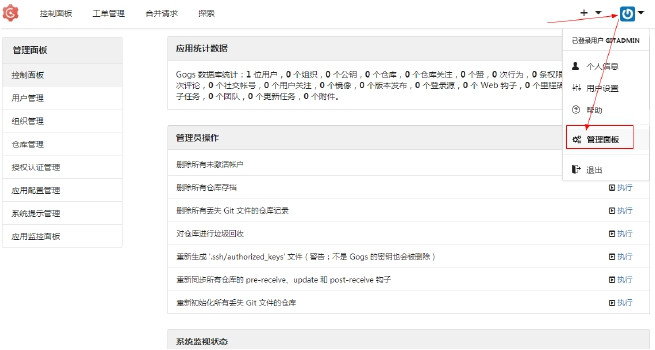 控制面板 工单管理 合并请求 探索
已登录用户 GITADMIN
个人信息
用户设置
帮助
管理面板
退出
管理面板
控制面板
用户管理
组织管理
仓库管理
授权认证管理
应用配置管理
系统提示管理
应用监控面板
应用统计数据
Gogs 数据库统计：1 位用户，0 个组织，0 个公钥，0 个仓库，0 个仓库关注，0 个赞，0 次行为，0 条权限
次评论，0 个社交帐号，0 个用户关注，0 个镜像，0 个版本发布，0 个登录源，0 个 Web 钩子，0 个里程碑
子任务，0 个团队，0 个更新任务，0 个附件。
管理员操作
删除所有未激活帐户
删除所有仓库存档 执行
删除所有丢失 Git 文件的仓库记录 执行
对仓库进行垃圾回收 执行
重新生成 '.ssh/authorized_keys' 文件（警告：不是 Gogs 的密钥也会被删除） 执行
重新同步所有仓库的 pre-receive、update 和 post-receive 钩子 执行
重新初始化所有丢失 Git 文件的仓库 执行
系统监视状态